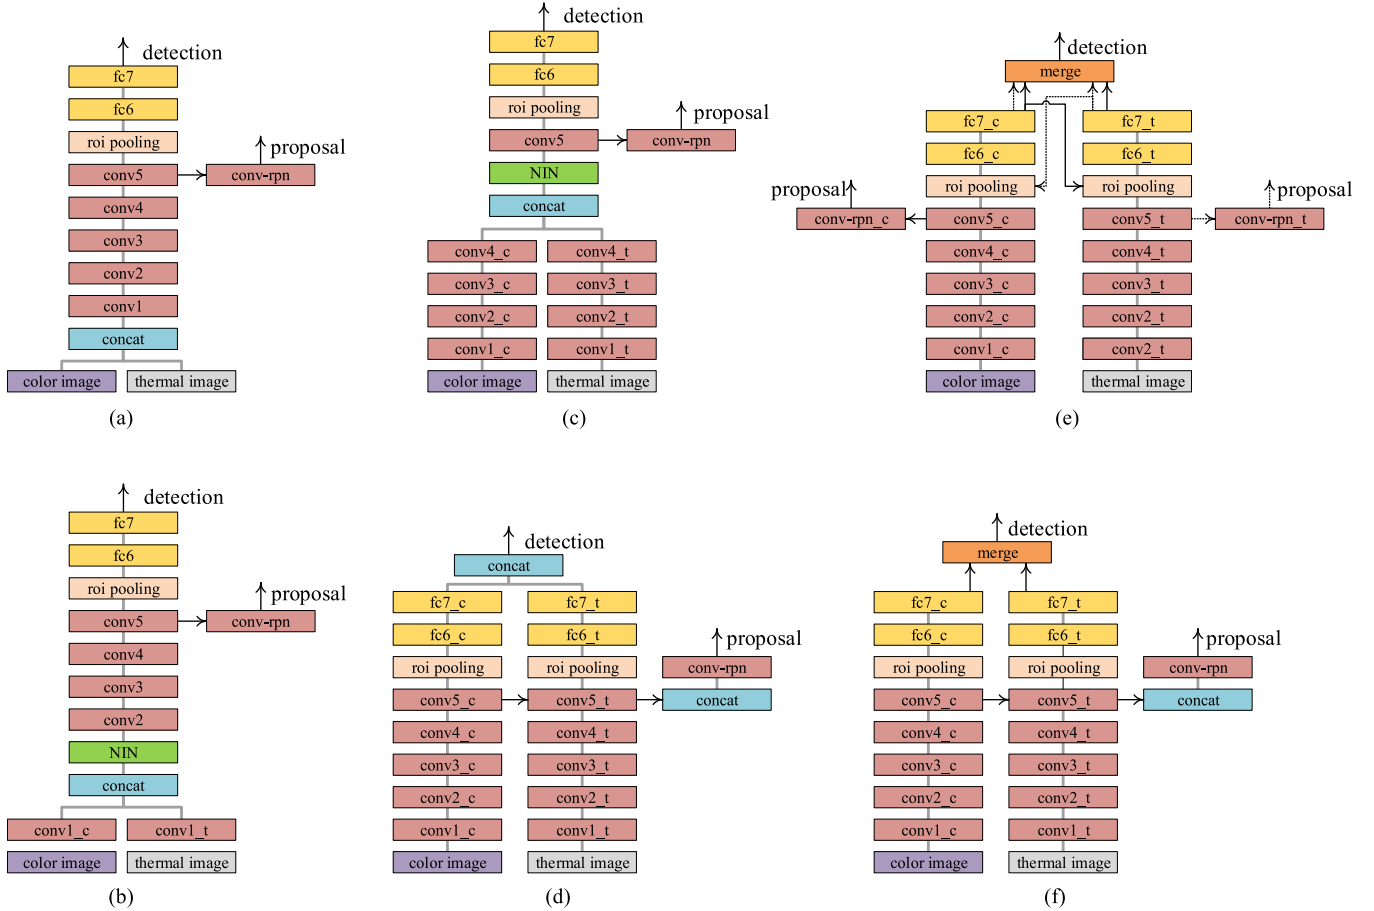 detection
fc7
fc6
roi pooling
proposal
conv5
conv-rpn
conv4
conv3
conv2
conv1
concat
color image
thermal image
(a)
detection
fc7
fc6
roi pooling
proposal
conv5
conv-rpn
NIN
concat
conv4_c
conv4_t
conv3_c
conv3_t
conv2_c
conv2_t
conv1_c
conv1_t
color image
thermal image
(c)
detection
merge
fc7_c
fc7_t
fc6_c
fc6_t
proposal
roi pooling
roi pooling
proposal
conv-rpn_c
conv5_c
conv5_t
conv-rpn_t
conv4_c
conv4_t
conv3_c
conv3_t
conv2_c
conv2_t
conv1_c
conv2_t
color image
thermal image
(e)
detection
fc7
fc6
roi pooling
proposal
conv5
conv-rpn
conv4
conv3
conv2
NIN
concat
conv1_c
conv1_t
color image
thermal image
(b)
detection
concat
fc7_c
fc7_t
fc6_c
fc6_t
proposal
roi pooling
roi pooling
conv-rpn
conv5_c
conv5_t
concat
conv4_c
conv4_t
conv3_c
conv3_t
conv2_c
conv2_t
conv1_c
conv1_t
color image
thermal image
(d)
detection
merge
fc7_c
fc7_t
fc6_c
fc6_t
proposal
roi pooling
roi pooling
conv-rpn
conv5_c
conv5_t
concat
conv4_c
conv4_t
conv3_c
conv3_t
conv2_c
conv2_t
conv1_c
conv1_t
color image
thermal image
(f)